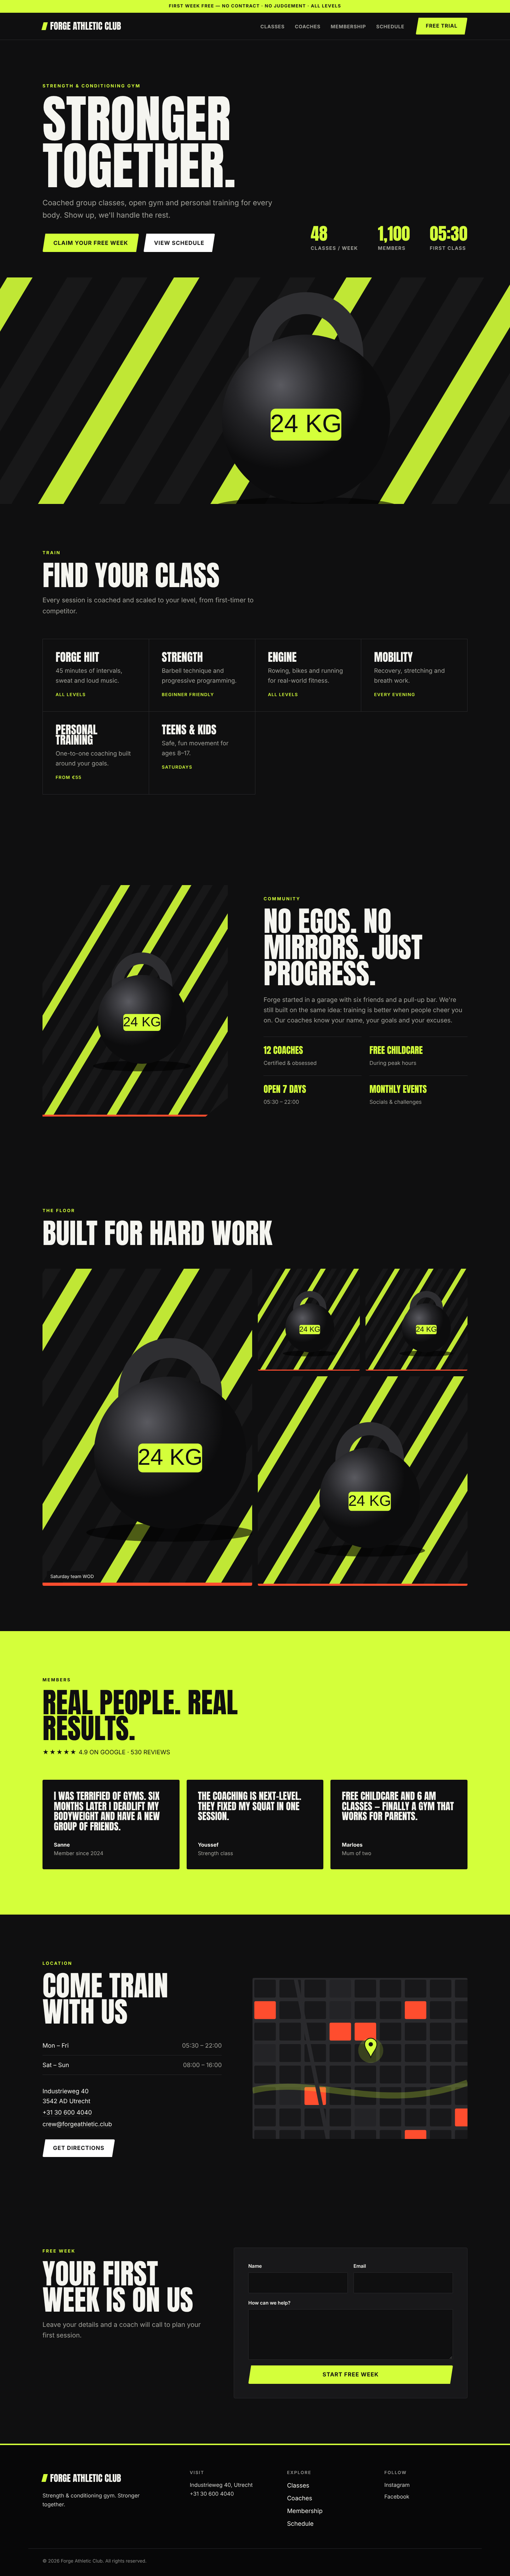 FIRST WEEK FREE — NO CONTRACT · NO JUDGEMENT · ALL LEVELS
FORGE ATHLETIC CLUB
CLASSES
COACHES
MEMBERSHIP
SCHEDULE
FREE TRIAL
STRENGTH & CONDITIONING GYM
STRONGER
TOGETHER.
Coached group classes, open gym and personal training for every
body. Show up, we'll handle the rest.
CLAIM YOUR FREE WEEK
VIEW SCHEDULE
48
CLASSES / WEEK
1,100
MEMBERS
05:30
FIRST CLASS
24 KG
TRAIN
FIND YOUR CLASS
Every session is coached and scaled to your level, from first-timer to
competitor.
FORGE HIIT
45 minutes of intervals,
sweat and loud music.
ALL LEVELS
STRENGTH
Barbell technique and
progressive programming.
BEGINNER FRIENDLY
ENGINE
Rowing, bikes and running
for real-world fitness.
ALL LEVELS
MOBILITY
Recovery, stretching and
breath work.
EVERY EVENING
PERSONAL
TRAINING
One-to-one coaching built
around your goals.
FROM €55
TEENS & KIDS
Safe, fun movement for
ages 8–17.
SATURDAYS
24 KG
COMMUNITY
NO EGOS. NO
MIRRORS. JUST
PROGRESS.
Forge started in a garage with six friends and a pull-up bar. We're
still built on the same idea: training is better when people cheer you
on. Our coaches know your name, your goals and your excuses.
12 COACHES
Certified & obsessed
FREE CHILDCARE
During peak hours
OPEN 7 DAYS
05:30 – 22:00
MONTHLY EVENTS
Socials & challenges
THE FLOOR
BUILT FOR HARD WORK
24 KG
24 KG
24 KG
24 KG
Saturday team WOD
MEMBERS
REAL PEOPLE. REAL
RESULTS.
★★★★★ 4.9 ON GOOGLE · 530 REVIEWS
I WAS TERRIFIED OF GYMS. SIX
MONTHS LATER I DEADLIFT MY
BODYWEIGHT AND HAVE A NEW
GROUP OF FRIENDS.
Sanne
Member since 2024
THE COACHING IS NEXT-LEVEL.
THEY FIXED MY SQUAT IN ONE
SESSION.
Youssef
Strength class
FREE CHILDCARE AND 6 AM
CLASSES — FINALLY A GYM THAT
WORKS FOR PARENTS.
Marloes
Mum of two
LOCATION
COME TRAIN
WITH US
Mon – Fri
05:30 – 22:00
Sat – Sun
08:00 – 16:00
Industrieweg 40
3542 AD Utrecht
+31 30 600 4040
crew@forgeathletic.club
GET DIRECTIONS
FREE WEEK
YOUR FIRST
WEEK IS ON US
Leave your details and a coach will call to plan your
first session.
Name
Email
How can we help?
START FREE WEEK
FORGE ATHLETIC CLUB
Strength & conditioning gym. Stronger
together.
VISIT
Industrieweg 40, Utrecht
+31 30 600 4040
EXPLORE
Classes
Coaches
Membership
Schedule
FOLLOW
Instagram
Facebook
© 2026 Forge Athletic Club. All rights reserved.